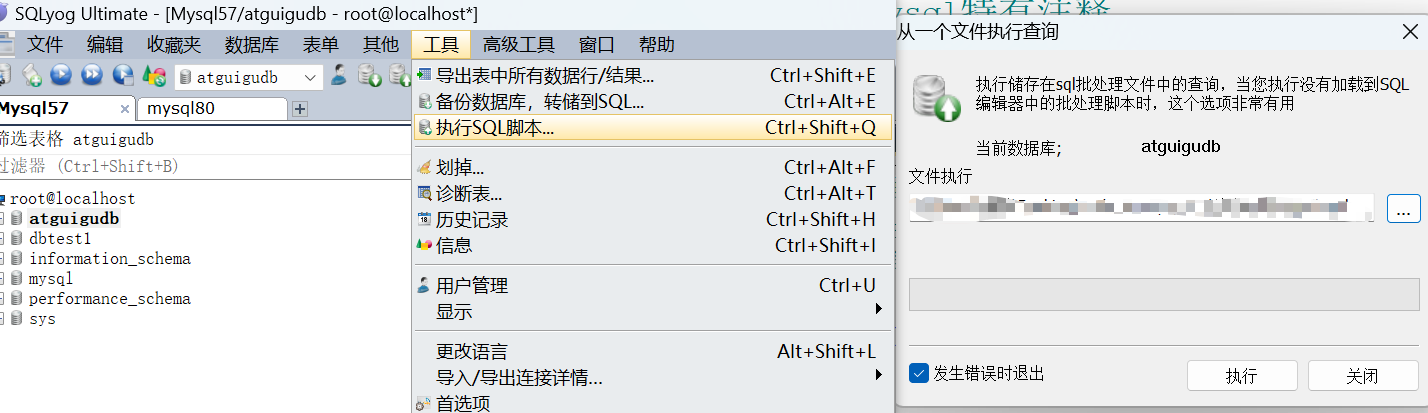 SQLyog Ultimate - [Mysql57/atguigudb - root@localhost*]
文件 编辑 收藏夹 数据库 表单 其他 工具 高级工具 窗口 帮助
atguigudb
Mysql57 × mysql80
筛选表格 atguigudb
过滤器 (Ctrl+Shift+B)
root@localhost
atguigudb
dbtest1
information_schema
mysql
performance_schema
sys
导出表中所有数据行/结果... Ctrl+Shift+E
备份数据库，转储到SQL... Ctrl+Alt+E
执行SQL脚本... Ctrl+Shift+Q
划掉... Ctrl+Alt+F
诊断表... Ctrl+Alt+T
历史记录 Ctrl+Shift+H
信息 Ctrl+Shift+I
用户管理 Ctrl+U
显示
更改语言 Alt+Shift+L
导入/导出连接详情...
首选项
ysql特有注释
从一个文件执行查询
执行储存在sql批处理文件中的查询，当您执行没有加载到SQL
编辑器中的批处理脚本时，这个选项非常有用
当前数据库； atguigudb
文件执行
...
发生错误时退出
执行 关闭